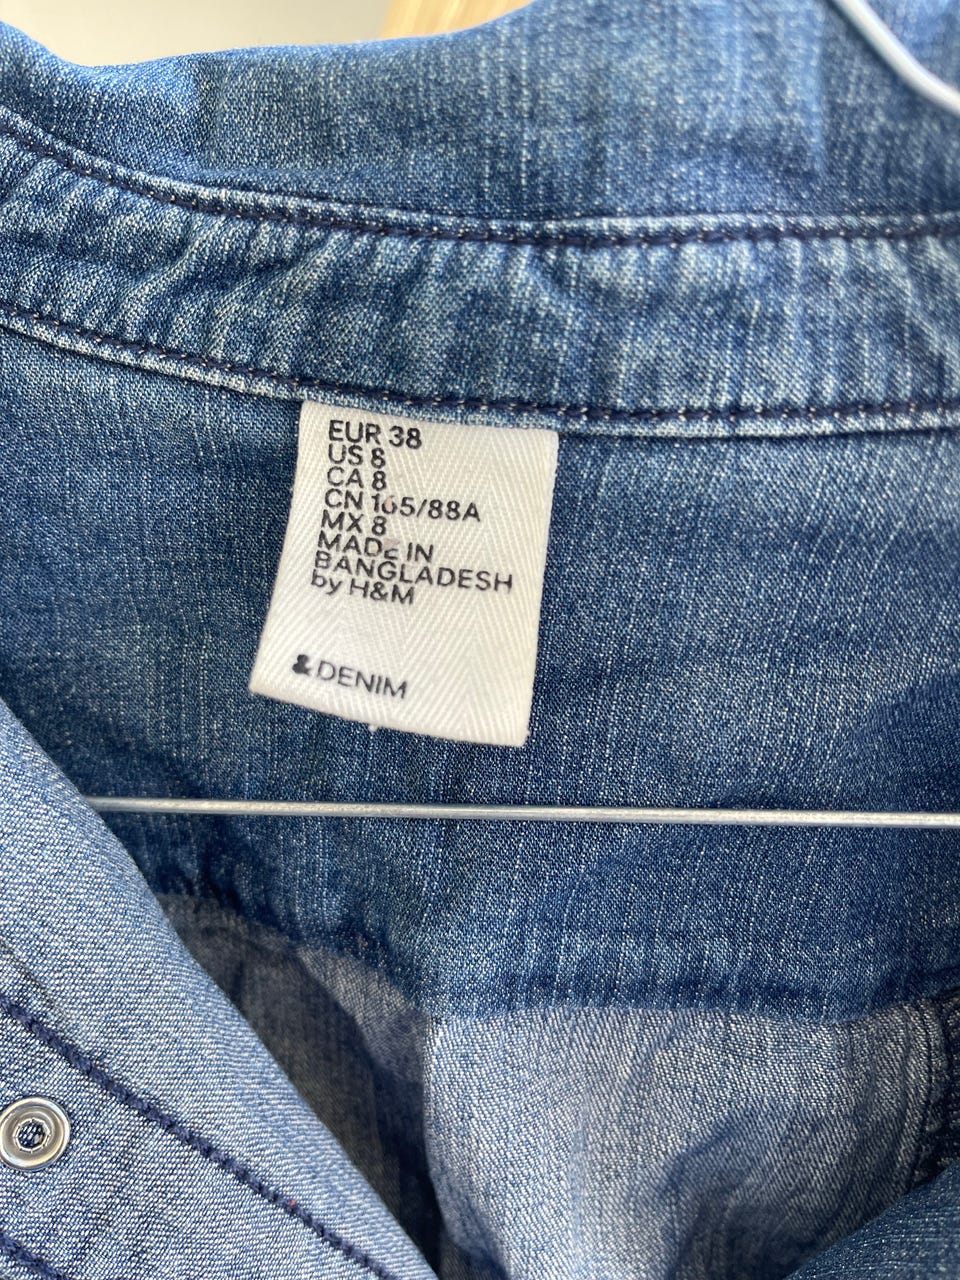 EUR 38
US 8
CA 8
CN 165/88A
MX 8
MADE IN
BANGLADESH
by H&M
& DENIM